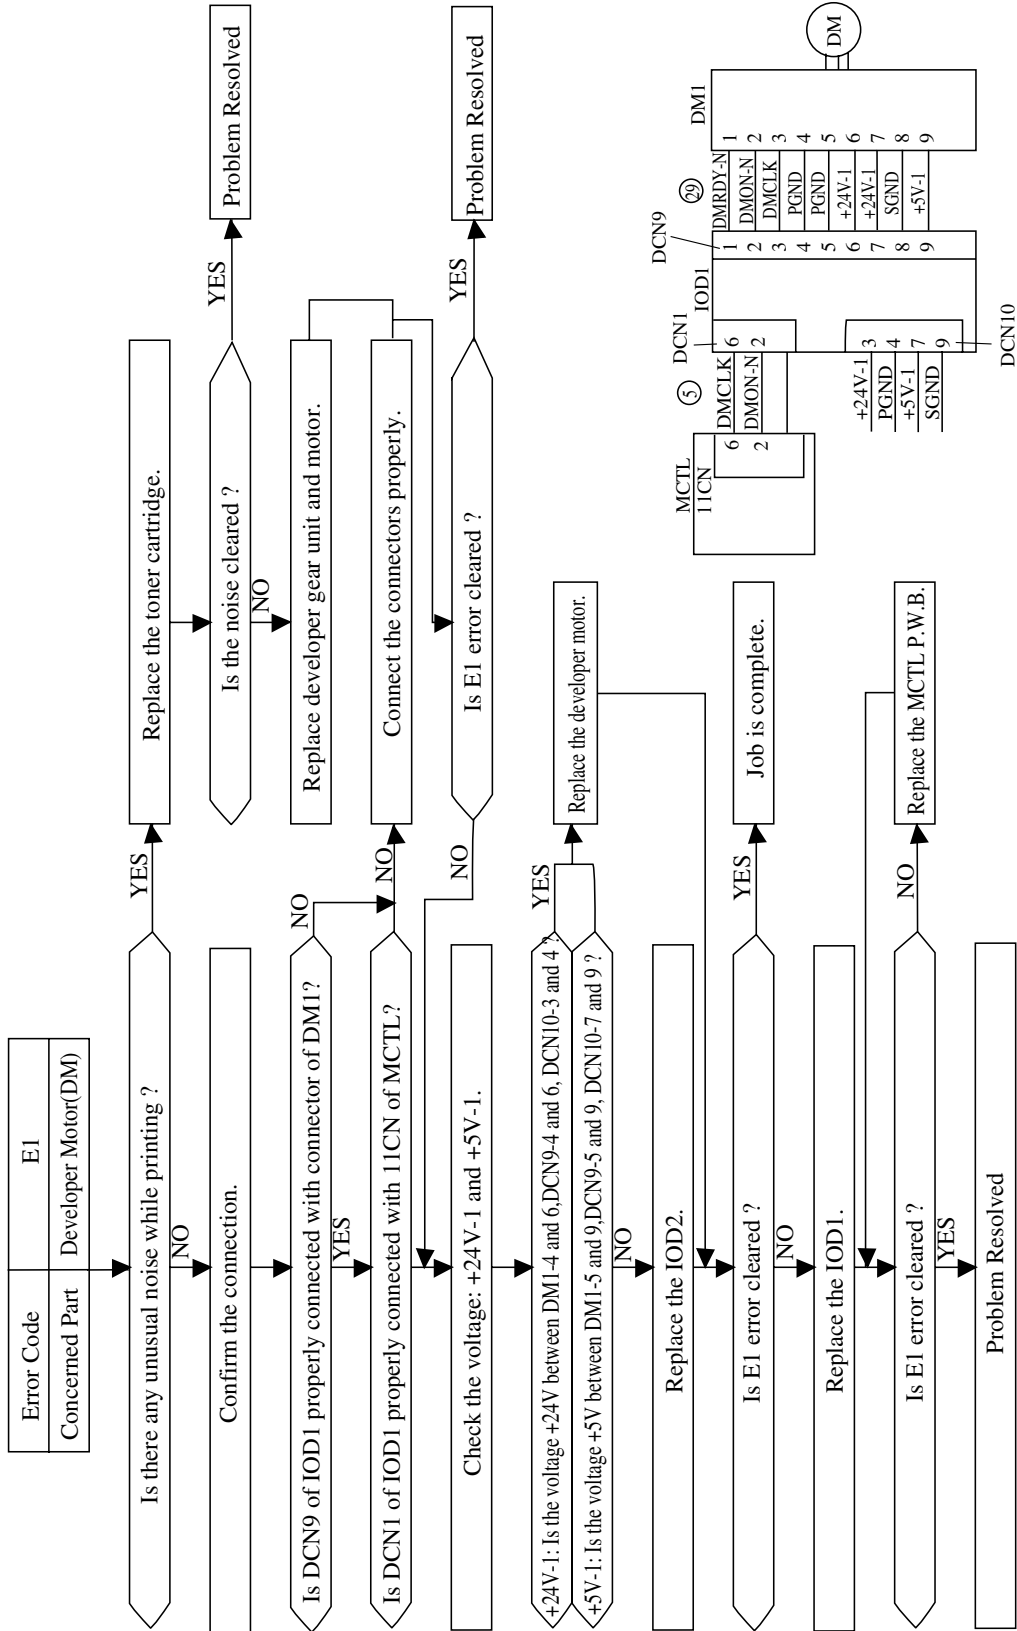 Error Code E1
Concerned Part Developer Motor(DM)
Is there any unusual noise while printing ?
YES
NO
Replace the toner cartridge.
Is the noise cleared ?
YES
Problem Resolved
NO
Replace developer gear unit and motor.
Confirm the connection.
Is DCN9 of IOD1 properly connected with connector of DM1?
NO
YES
Is DCN1 of IOD1 properly connected with 11CN of MCTL?
NO
Connect the connectors properly.
Is E1 error cleared ?
YES
Problem Resolved
NO
Check the voltage: +24V-1 and +5V-1.
+24V-1: Is the voltage +24V between DM1-4 and 6,DCN9-4 and 6, DCN10-3 and 4 ?
+5V-1: Is the voltage +5V between DM1-5 and 9,DCN9-5 and 9, DCN10-7 and 9 ?
YES
Replace the developer motor.
NO
Replace the IOD2.
Is E1 error cleared ?
YES
Job is complete.
NO
Replace the IOD1.
Is E1 error cleared ?
NO
Replace the MCTL P.W.B.
YES
Problem Resolved
MCTL
11CN
6
2
5
DMCLK
DMON-N
DCN1
6
2
IOD1
+24V-1 3
PGND 4
+5V-1 7
SGND 9
DCN10
DCN9
29
DM1
1 DMRDY-N 1
2 DMON-N 2
3 DMCLK 3
4 PGND 4
5 PGND 5
6 +24V-1 6
7 +24V-1 7
8 SGND 8
9 +5V-1 9
DM